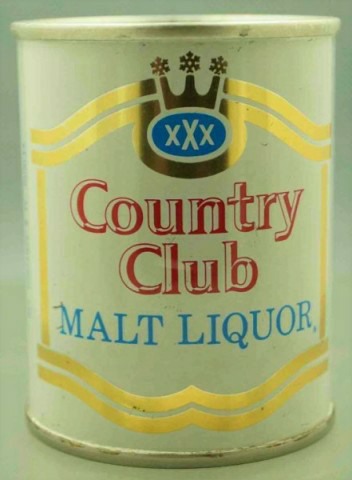 xXx
Country
Club
MALT LIQUOR